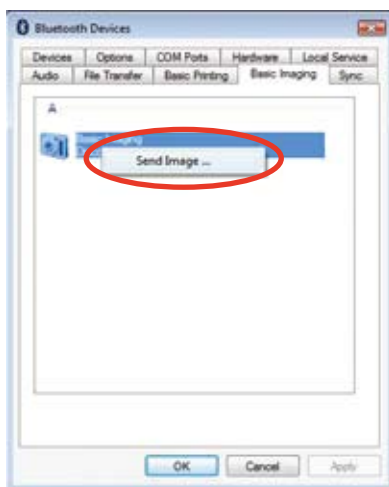 Bluetooth Devices
Devices Options COM Ports Hardware Local Service
Audio File Transfer Basic Printing Basic Imaging Sync
A
Send Image ...
OK Cancel Apply